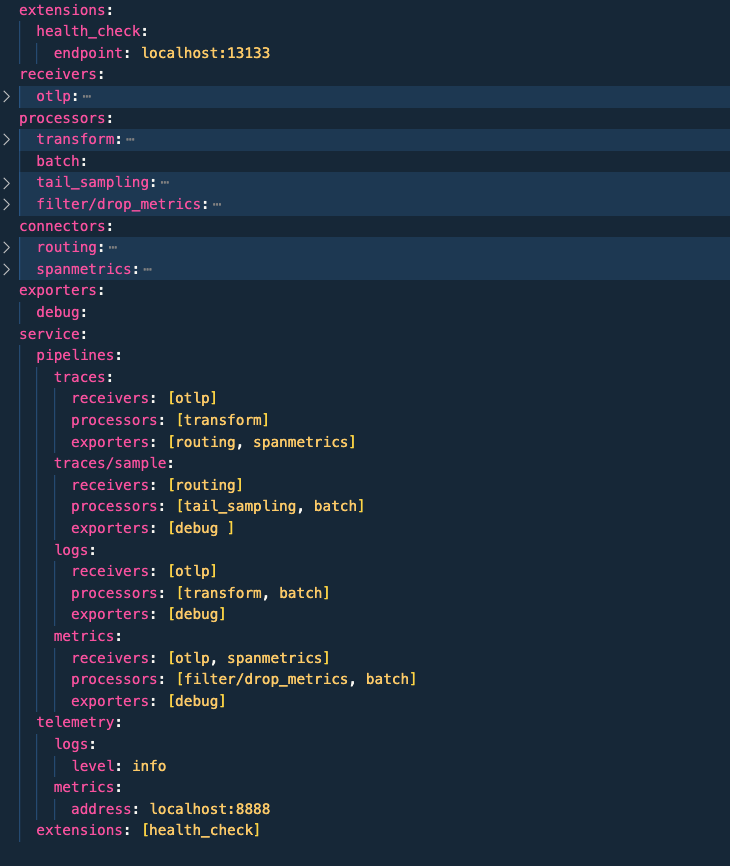 extensions:
health_check:
endpoint: localhost:13133
receivers:
otlp:⋯
processors:
transform:⋯
batch:
tail_sampling:⋯
filter/drop_metrics:⋯
connectors:
routing:⋯
spanmetrics:⋯
exporters:
debug:
service:
pipelines:
traces:
receivers: [otlp]
processors: [transform]
exporters: [routing, spanmetrics]
traces/sample:
receivers: [routing]
processors: [tail_sampling, batch]
exporters: [debug ]
logs:
receivers: [otlp]
processors: [transform, batch]
exporters: [debug]
metrics:
receivers: [otlp, spanmetrics]
processors: [filter/drop_metrics, batch]
exporters: [debug]
telemetry:
logs:
level: info
metrics:
address: localhost:8888
extensions: [health_check]